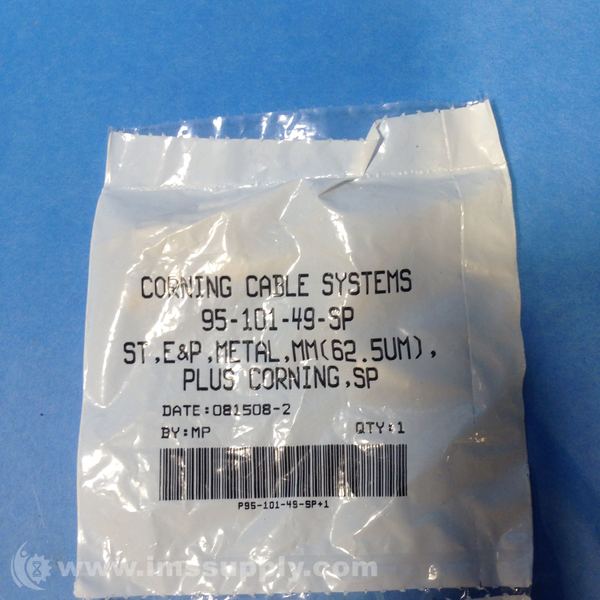 CORNING CABLE SYSTEMS
95-101-49-SP
ST,E&P,METAL,MM(62.5UM),
PLUS CORNING,SP
DATE:081508-2
BY:MP QTY:1
P95-101-49-SP+1
www.imssupply.com